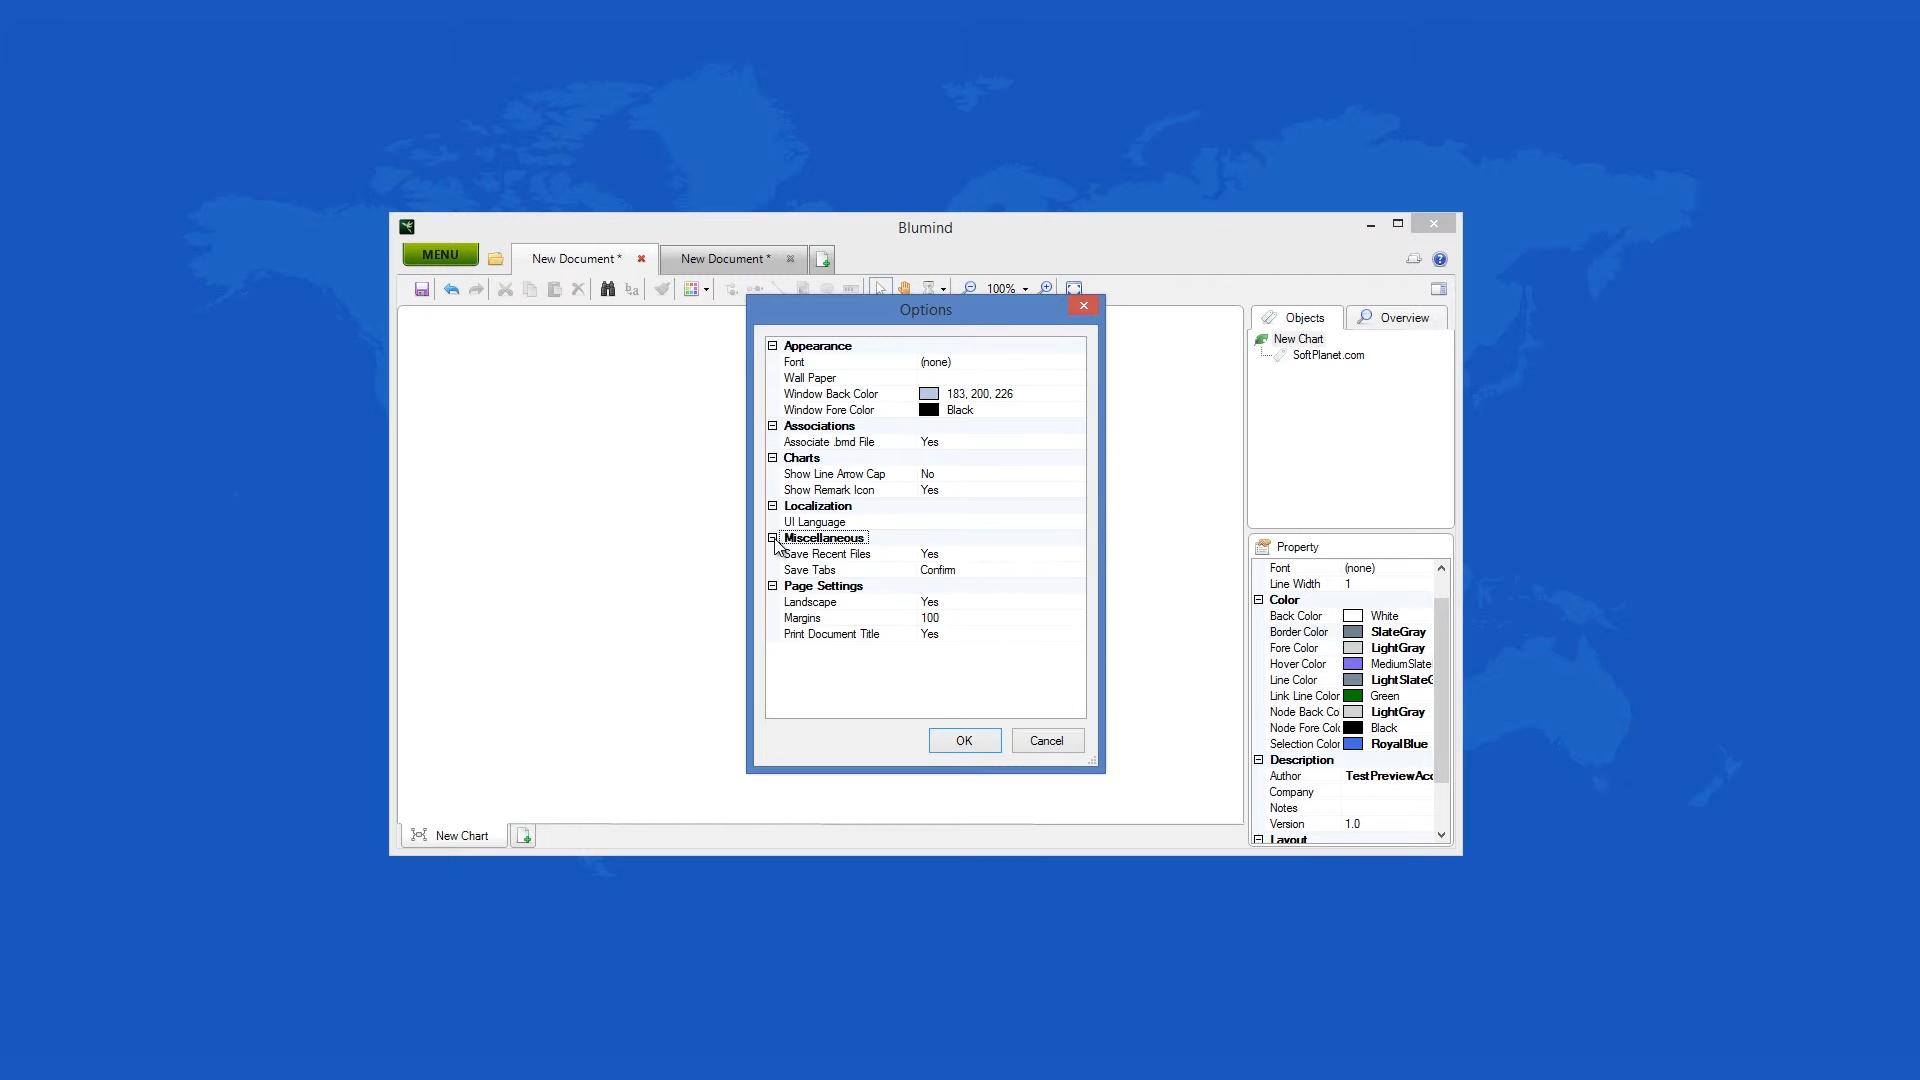 Blumind
MENU
New Document *
New Document *
100%
Options
Appearance
Font (none)
Wall Paper
Window Back Color 183, 200, 226
Window Fore Color Black
Associations
Associate .bmd File Yes
Charts
Show Line Arrow Cap No
Show Remark Icon Yes
Localization
UI Language
Miscellaneous
Save Recent Files Yes
Save Tabs Confirm
Page Settings
Landscape Yes
Margins 100
Print Document Title Yes
OK Cancel
Objects Overview
New Chart
SoftPlanet.com
Property
Font (none)
Line Width 1
Color
Back Color White
Border Color SlateGray
Fore Color LightGray
Hover Color MediumSlate
Line Color LightSlateG
Link Line Color Green
Node Back Co LightGray
Node Fore Colo Black
Selection Color RoyalBlue
Description
Author TestPreviewAcc
Company
Notes
Version 1.0
Layout
New Chart